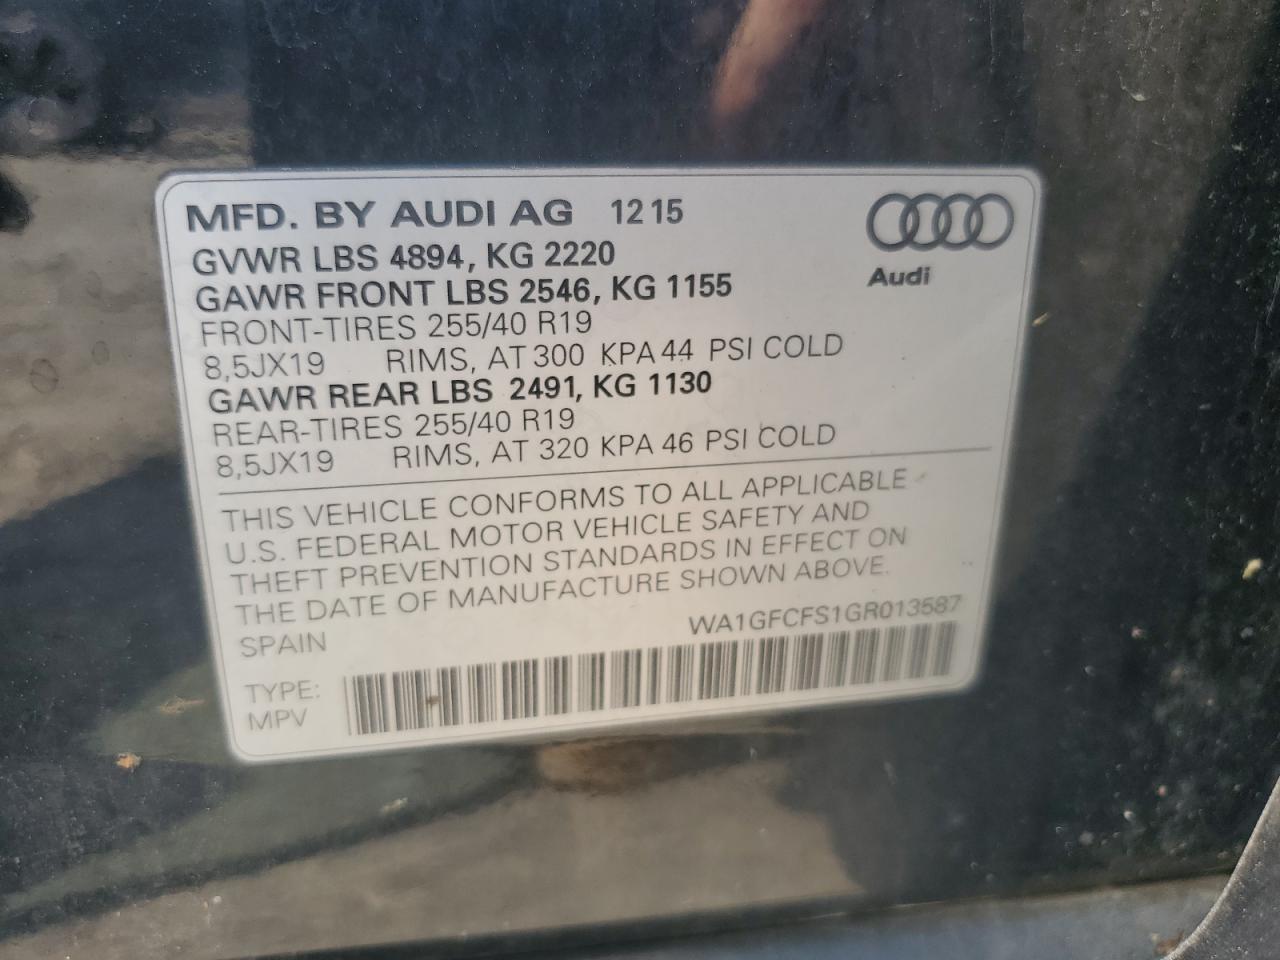 MFD. BY AUDI AG 12 15
GVWR LBS 4894, KG 2220
GAWR FRONT LBS 2546, KG 1155
FRONT-TIRES 255/40 R19
8,5JX19 RIMS, AT 300 KPA 44 PSI COLD
GAWR REAR LBS 2491, KG 1130
REAR-TIRES 255/40 R19
8,5JX19 RIMS, AT 320 KPA 46 PSI COLD
Audi
THIS VEHICLE CONFORMS TO ALL APPLICABLE
U.S. FEDERAL MOTOR VEHICLE SAFETY AND
THEFT PREVENTION STANDARDS IN EFFECT ON
THE DATE OF MANUFACTURE SHOWN ABOVE.
SPAIN WA1GFCFS1GR013587
TYPE:
MPV